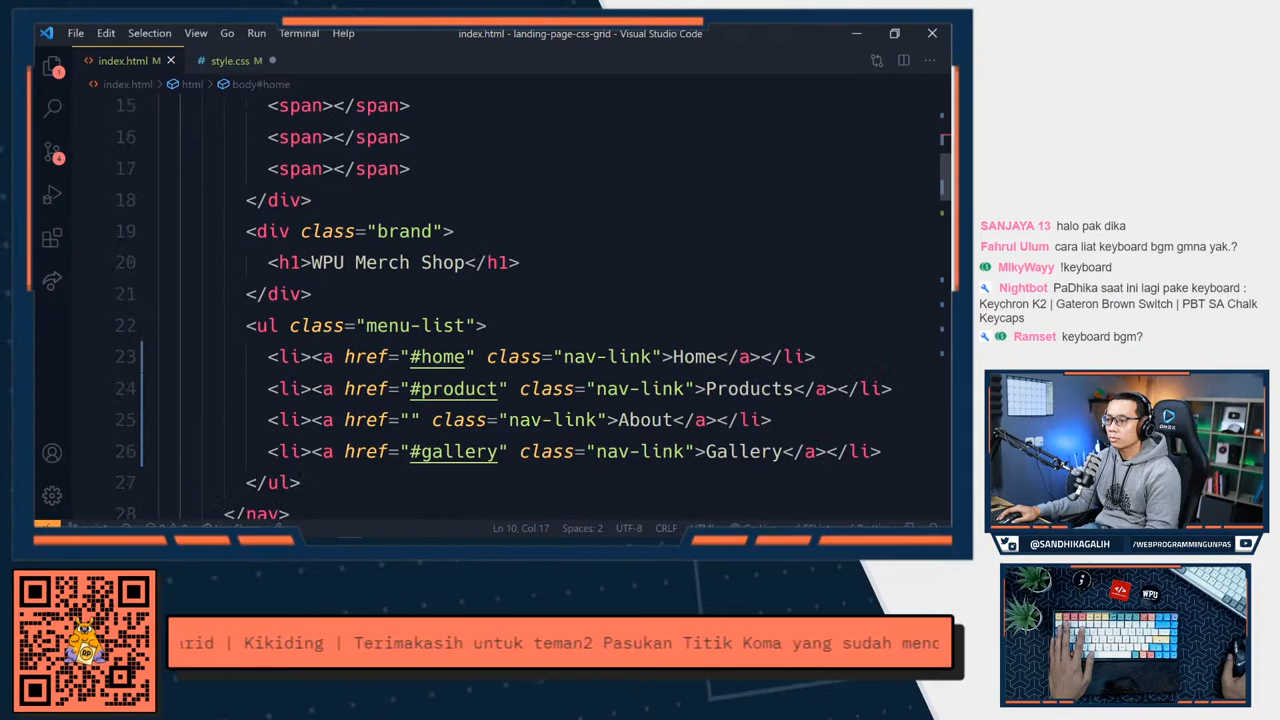 File Edit Selection View Go Run Terminal Help
index.html - landing-page-css-grid - Visual Studio Code
index.html M
style.css M
index.html > html > body#home
15 <span></span>
16 <span></span>
17 <span></span>
18 </div>
19 <div class="brand">
20 <h1>WPU Merch Shop</h1>
21 </div>
22 <ul class="menu-list">
23 <li><a href="#home" class="nav-link">Home</a></li>
24 <li><a href="#product" class="nav-link">Products</a></li>
25 <li><a href="" class="nav-link">About</a></li>
26 <li><a href="#gallery" class="nav-link">Gallery</a></li>
27 </ul>
28 </nav>
1
4
Ln 10, Col 17 Spaces: 2 UTF-8 CRLF
SANJAYA 13 halo pak dika
Fahrul Ulum cara liat keyboard bgm gmna yak.?
MlkyWayy !keyboard
Nightbot PaDhika saat ini lagi pake keyboard :
Keychron K2 | Gateron Brown Switch | PBT SA Chalk
Keycaps
Ramset keyboard bgm?
@SANDHIKAGALIH
/WEBPROGRAMMINGUNPAS
WPU
RP
rid | Kikiding | Terimakasih untuk teman2 Pasukan Titik Koma yang sudah menc